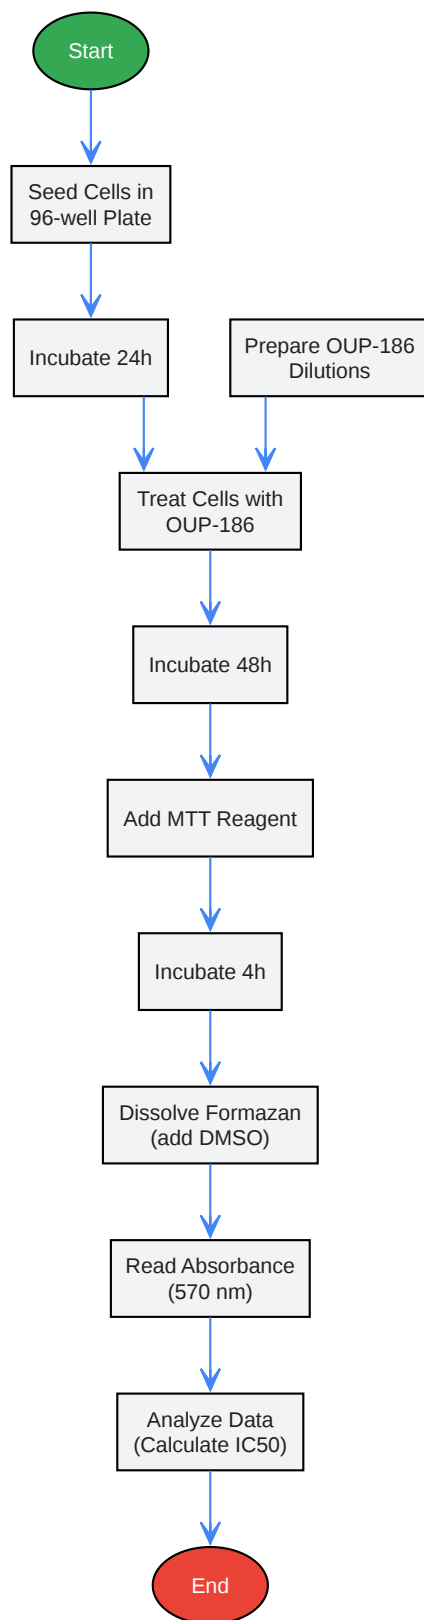 Start
Seed Cells in
96-well Plate
Incubate 24h
Prepare OUP-186
Dilutions
Treat Cells with
OUP-186
Incubate 48h
Add MTT Reagent
Incubate 4h
Dissolve Formazan
(add DMSO)
Read Absorbance
(570 nm)
Analyze Data
(Calculate IC50)
End